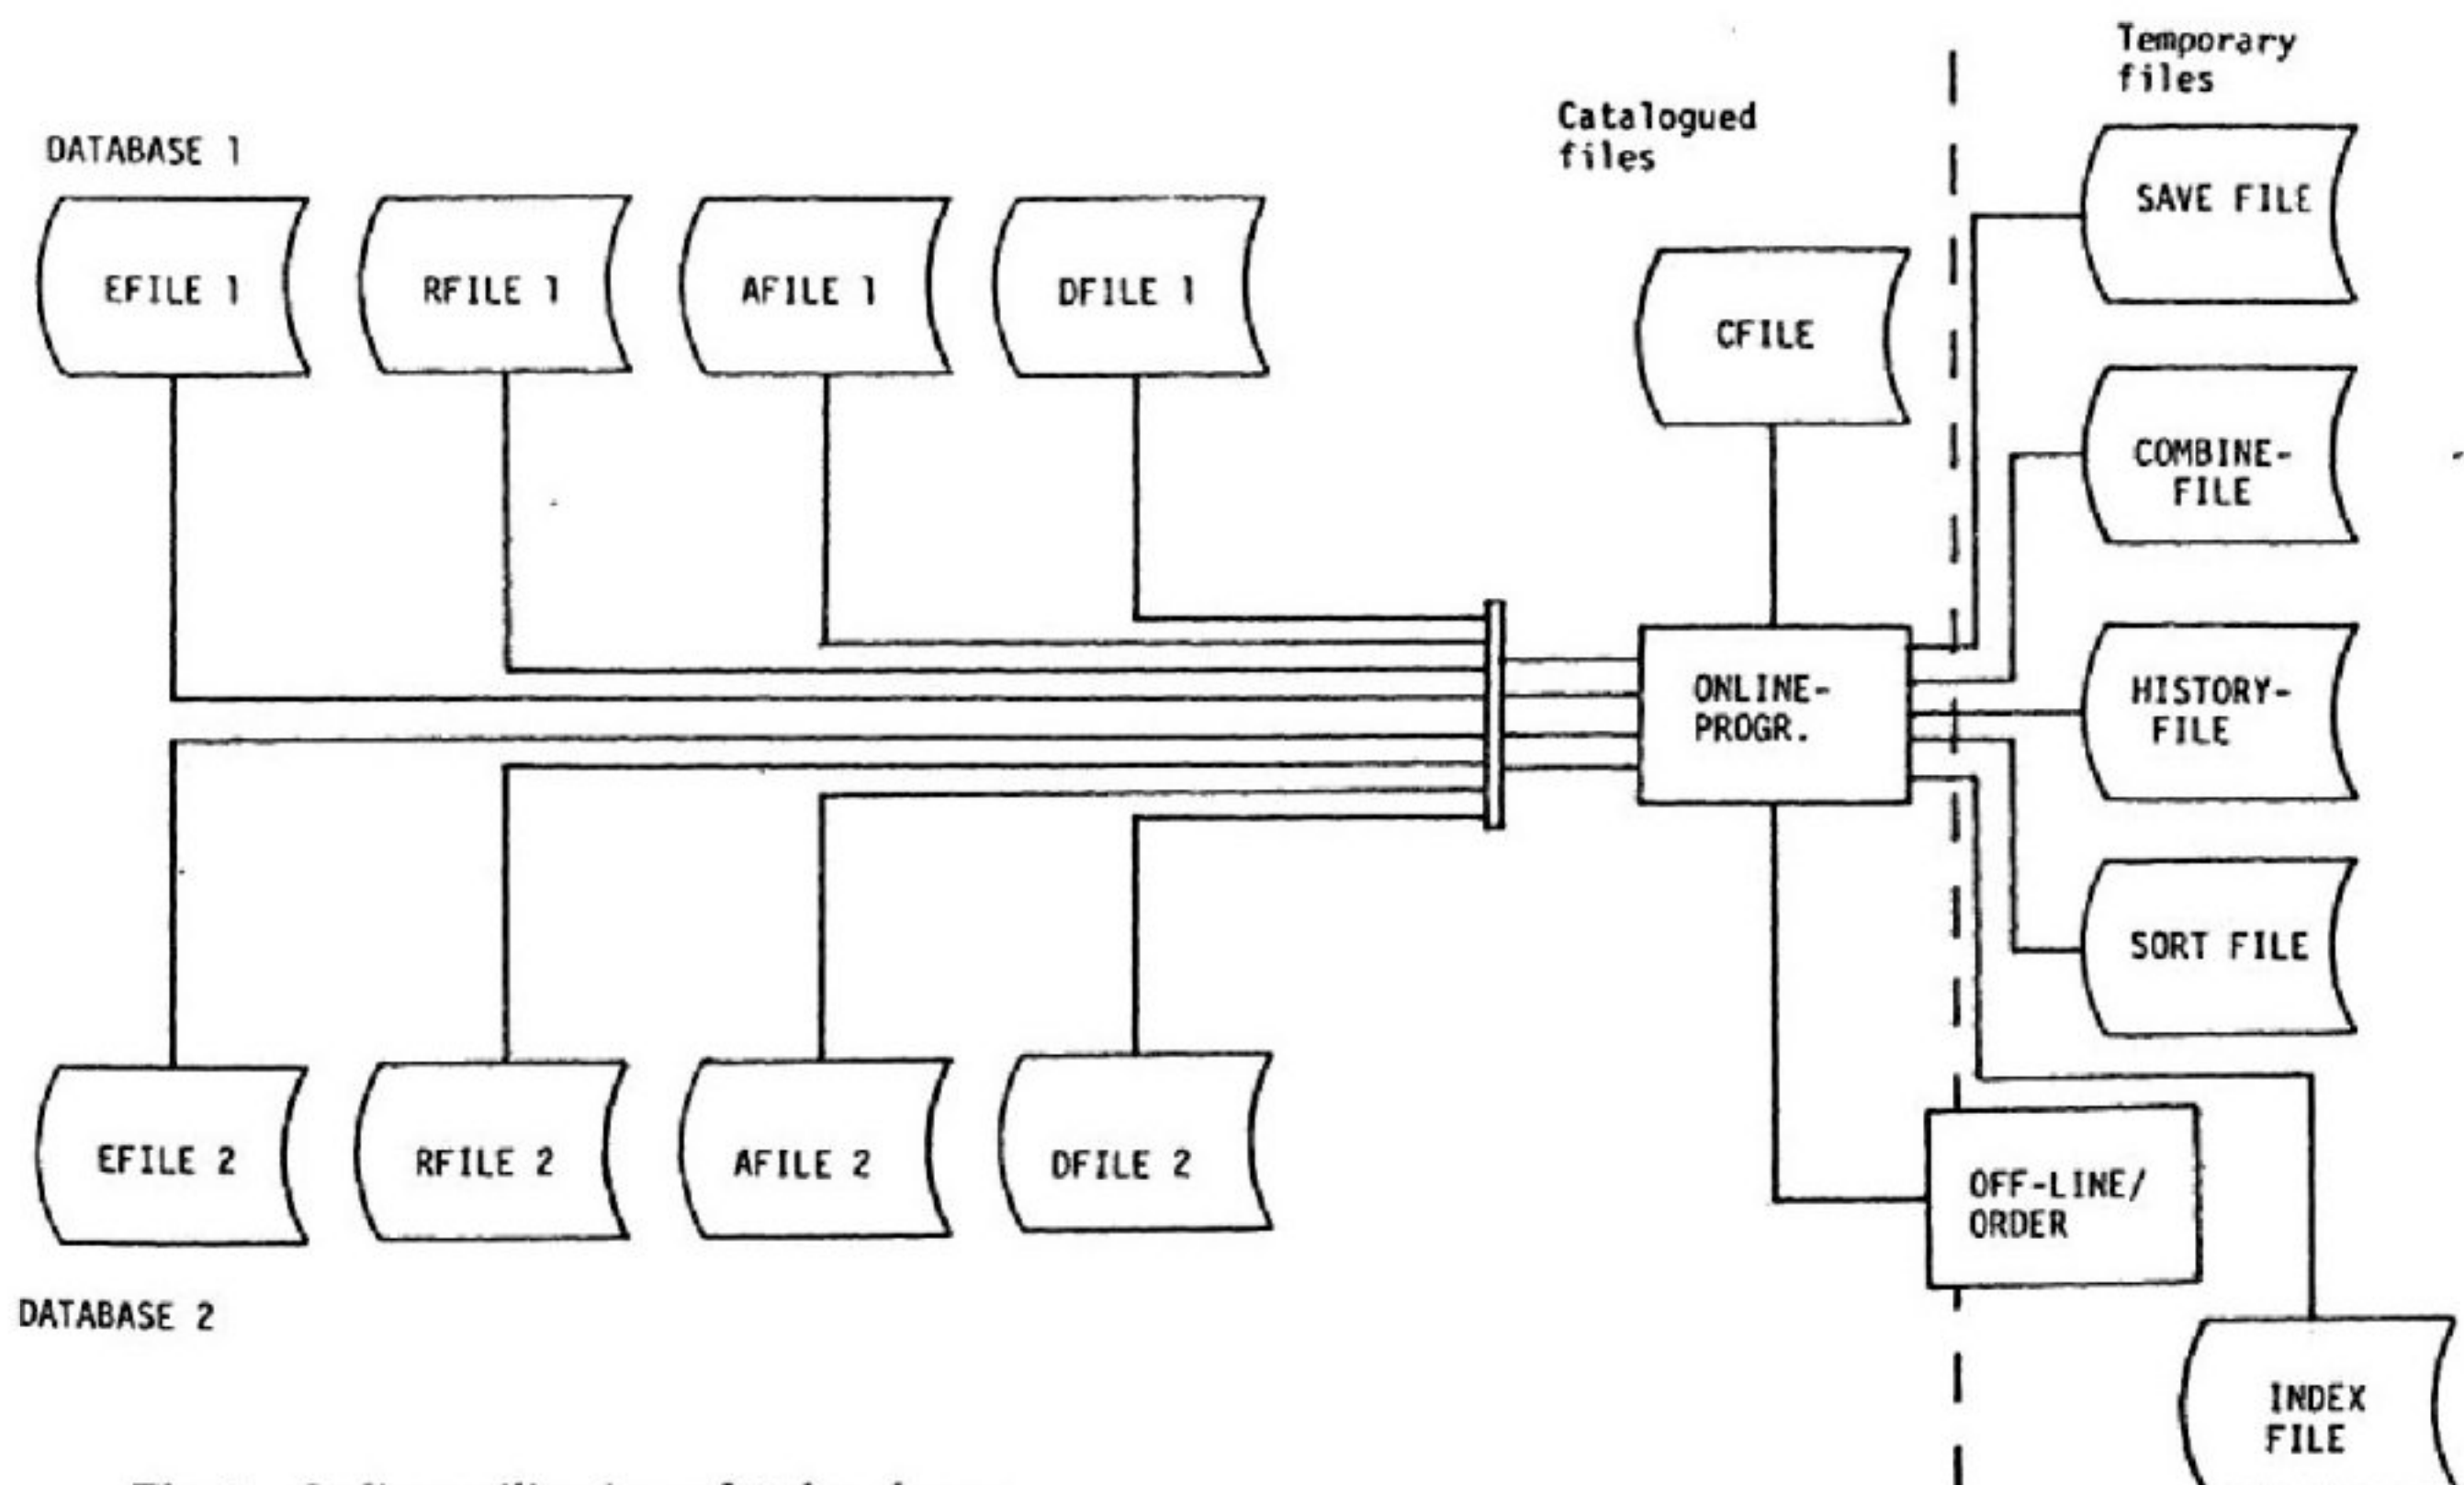 Temporary
files
Catalogued
files
DATABASE 1
EFILE 1
RFILE 1
AFILE 1
DFILE 1
CFILE
SAVE FILE
COMBINE-
FILE
ONLINE-
PROGR.
HISTORY-
FILE
SORT FILE
EFILE 2
RFILE 2
AFILE 2
DFILE 2
OFF-LINE/
ORDER
DATABASE 2
INDEX
FILE